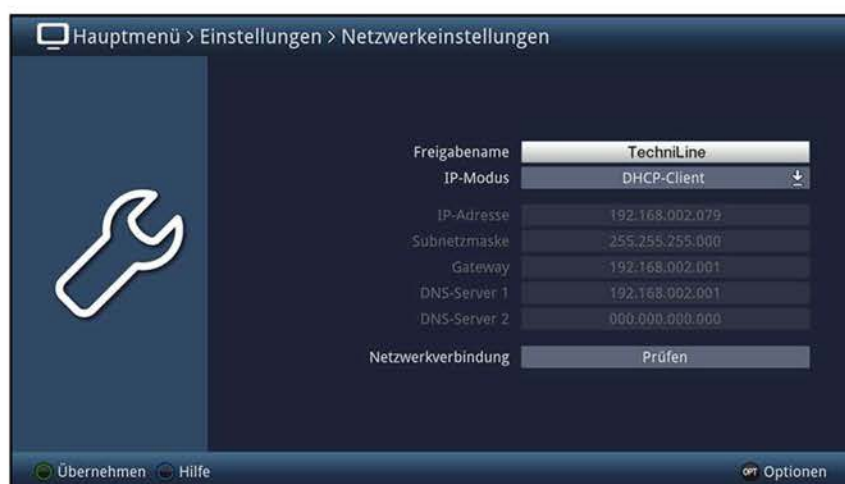 Hauptmenü > Einstellungen > Netzwerkeinstellungen
Freigabename TechniLine
IP-Modus DHCP-Client
IP-Adresse 192.168.002.079
Subnetzmaske 255.255.255.000
Gateway 192.168.002.001
DNS-Server 1 192.168.002.001
DNS-Server 2 000.000.000.000
Netzwerkverbindung Prüfen
Übernehmen Hilfe OPT Optionen